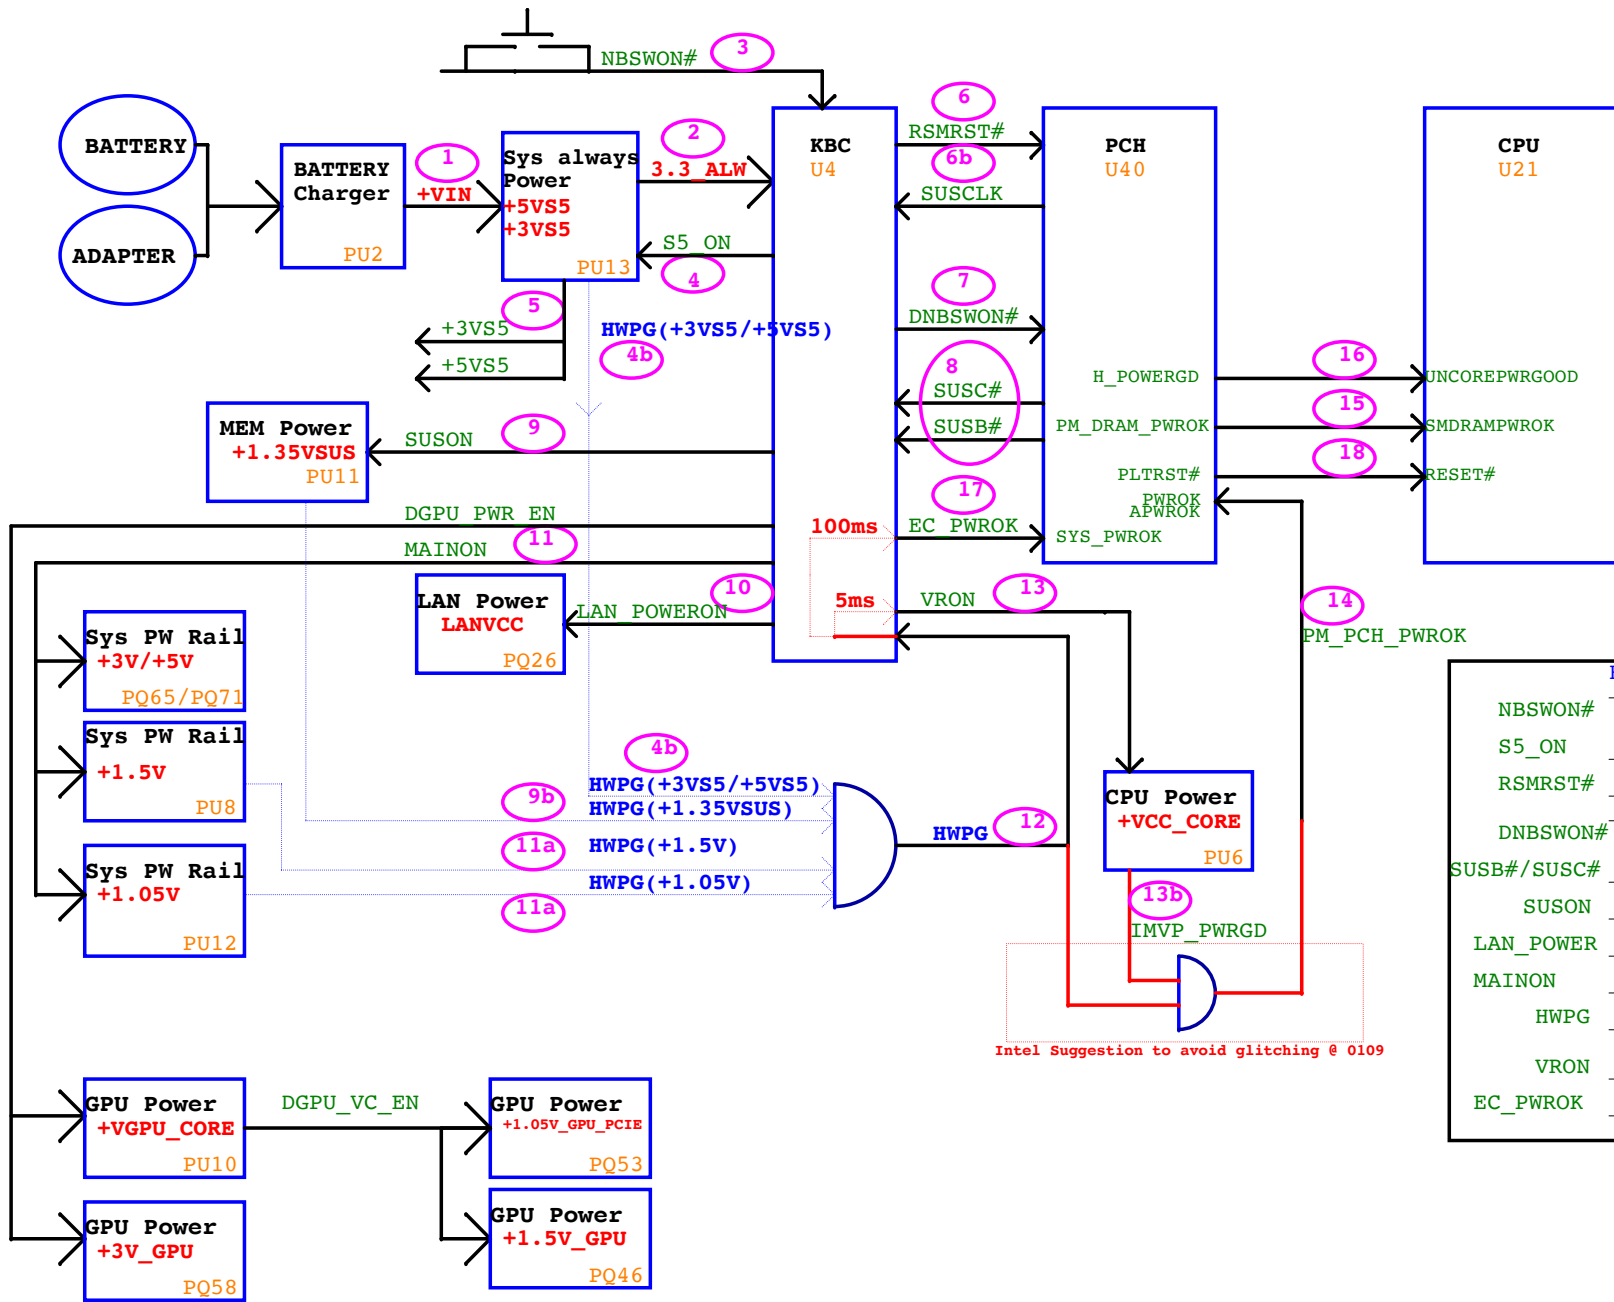 NBSWON# 3
BATTERY
ADAPTER
BATTERY
Charger
PU2
1
+VIN
Sys always
Power
+5VS5
+3VS5
PU13
2
3.3_ALW
S5_ON
4
5
+3VS5
+5VS5
HWPG(+3VS5/+5VS5)
4b
KBC
U4
6
RSMRST#
6b
SUSCLK
7
DNBSWON#
8
SUSC#
SUSB#
17
EC_PWROK
100ms
5ms
VRON 13
PCH
U40
H_POWERGD
PM_DRAM_PWROK
PLTRST#
PWROK
APWROK
SYS_PWROK
16
15
18
14
PM_PCH_PWROK
CPU
U21
UNCOREPWRGOOD
SMDRAMPWROK
RESET#
MEM Power
+1.35VSUS
PU11
SUSON 9
DGPU_PWR_EN
MAINON 11
LAN Power
LANVCC
PQ26
10
LAN_POWERON
Sys PW Rail
+3V/+5V
PQ65/PQ71
Sys PW Rail
+1.5V
PU8
Sys PW Rail
+1.05V
PU12
4b
HWPG(+3VS5/+5VS5)
9b
HWPG(+1.35VSUS)
11a
HWPG(+1.5V)
HWPG(+1.05V)
11a
HWPG 12
CPU Power
+VCC_CORE
PU6
13b
IMVP_PWRGD
Intel Suggestion to avoid glitching @ 0109
NBSWON#
S5_ON
RSMRST#
DNBSWON#
SUSB#/SUSC#
SUSON
LAN_POWER
MAINON
HWPG
VRON
EC_PWROK
GPU Power
+VGPU_CORE
PU10
DGPU_VC_EN
GPU Power
+1.05V_GPU_PCIE
PQ53
GPU Power
+3V_GPU
PQ58
GPU Power
+1.5V_GPU
PQ46